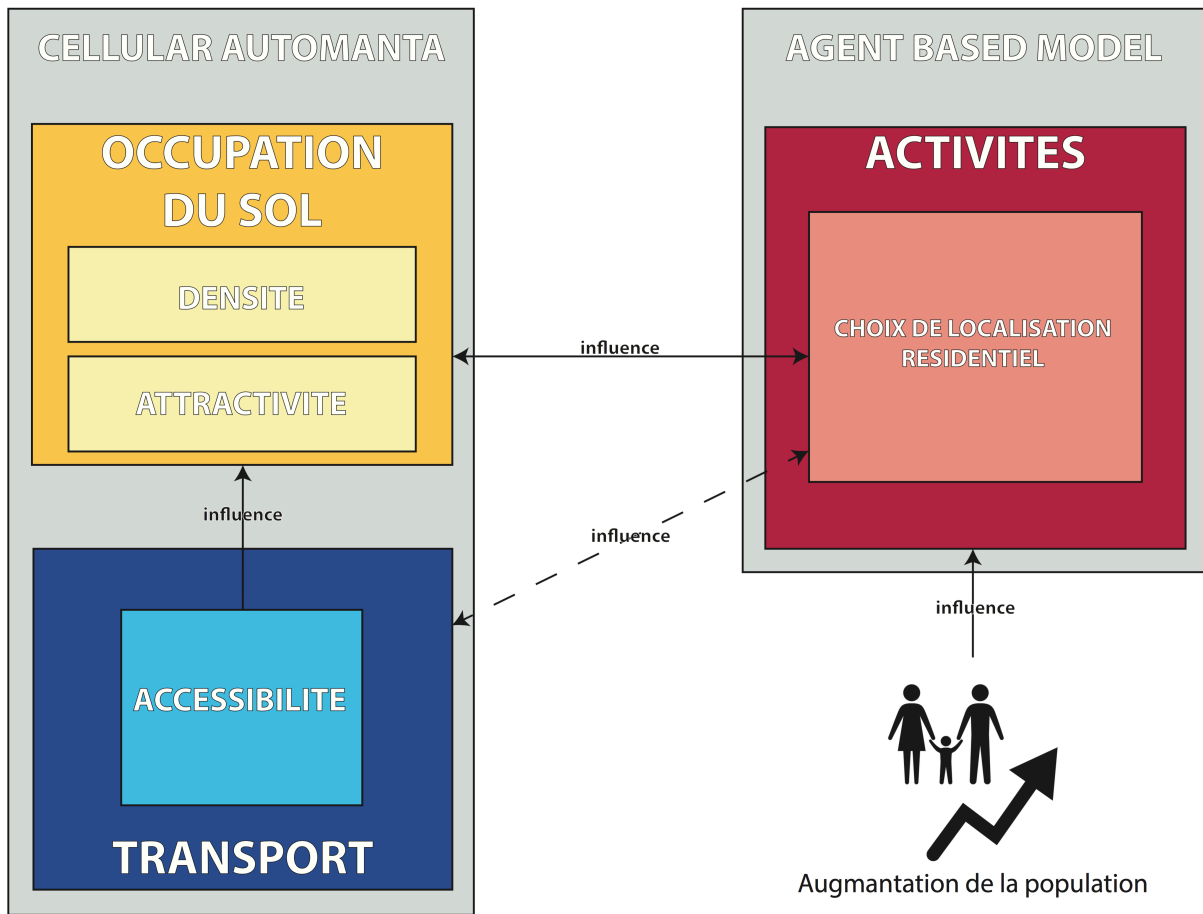 CELLULAR AUTOMANTA
OCCUPATION
DU SOL
DENSITE
ATTRACTIVITE
influence
TRANSPORT
ACCESSIBILITE
influence
influence
AGENT BASED MODEL
ACTIVITES
CHOIX DE LOCALISATION
RESIDENTIEL
influence
Augmantation de la population